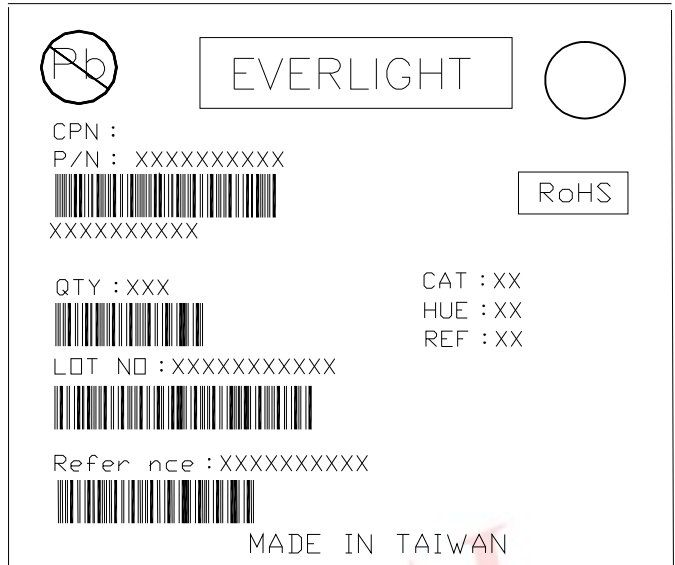 Pb
EVERLIGHT
CPN :
P/N : XXXXXXXXXX
RoHS
XXXXXXXXXX
QTY : XXX
CAT : XX
HUE : XX
REF : XX
LOT NO : XXXXXXXXXXX
Refer nce : XXXXXXXXXX
MADE IN TAIWAN